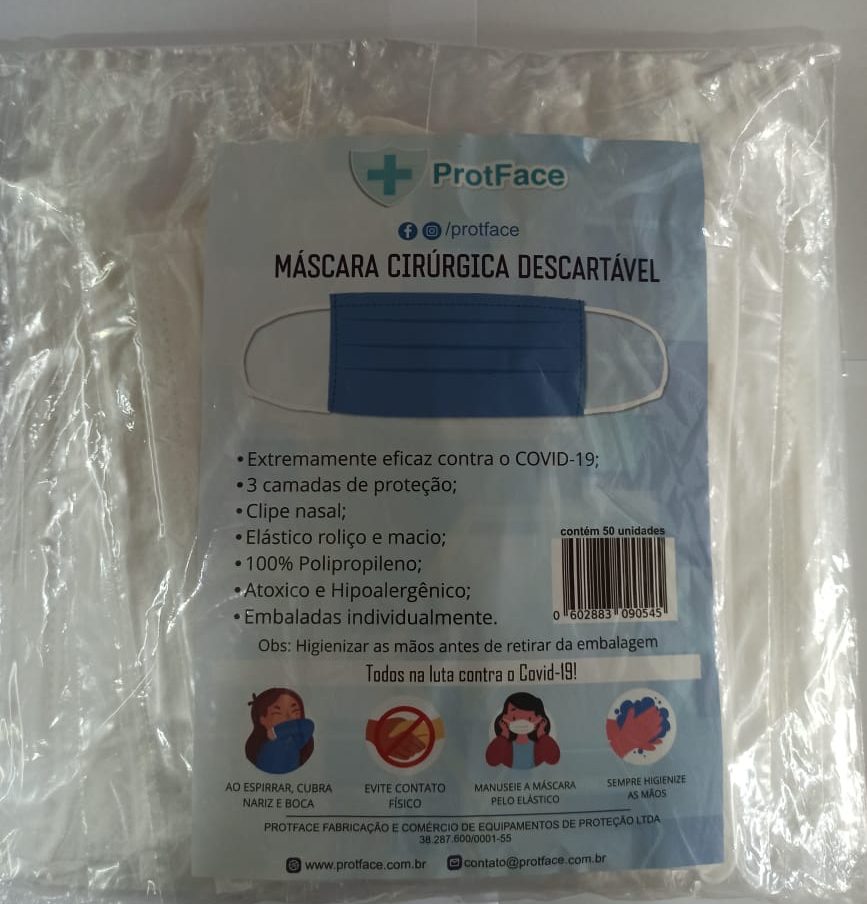 ProtFace
/protface
MÁSCARA CIRÚRGICA DESCARTÁVEL
• Extremamente eficaz contra o COVID-19;
• 3 camadas de proteção;
• Clipe nasal;
• Elástico roliço e macio;
• 100% Polipropileno;
• Atoxico e Hipoalergênico;
• Embaladas individualmente.
contém 50 unidades
0 602883 090545
Obs: Higienizar as mãos antes de retirar da embalagem
Todos na luta contra o Covid-19!
AO ESPIRRAR, CUBRA
NARIZ E BOCA
EVITE CONTATO
FÍSICO
MANUSEIE A MÁSCARA
PELO ELÁSTICO
SEMPRE HIGIENIZE
AS MÃOS
PROTFACE FABRICAÇÃO E COMÉRCIO DE EQUIPAMENTOS DE PROTEÇÃO LTDA
38.287.600/0001-55
www.protface.com.br contato@protface.com.br